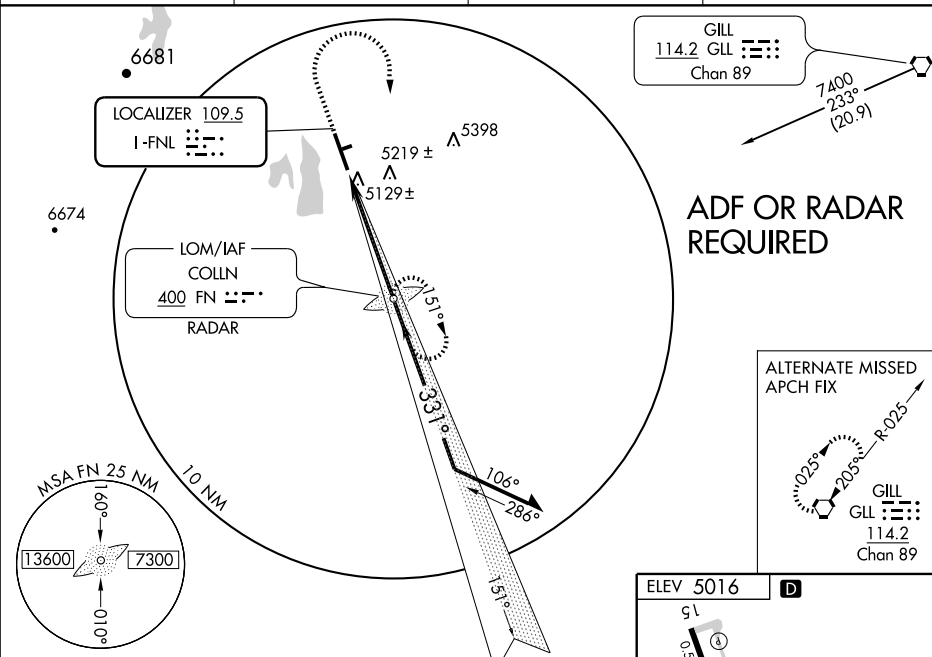 6681
LOCALIZER 109.5
I-FNL
5398
5219 ±
5129 ±
6674
LOM/IAF
COLLN
400 FN
RADAR
151°
331°
106°
286°
151°
10 NM
MSA FN 25 NM
160°
13600
7300
010°
GILL
114.2 GLL
Chan 89
7400
233°
(20.9)
ADF OR RADAR
REQUIRED
ALTERNATE MISSED
APCH FIX
R-025
025°
205°
GILL
GLL
114.2
Chan 89
ELEV 5016
D
15
P